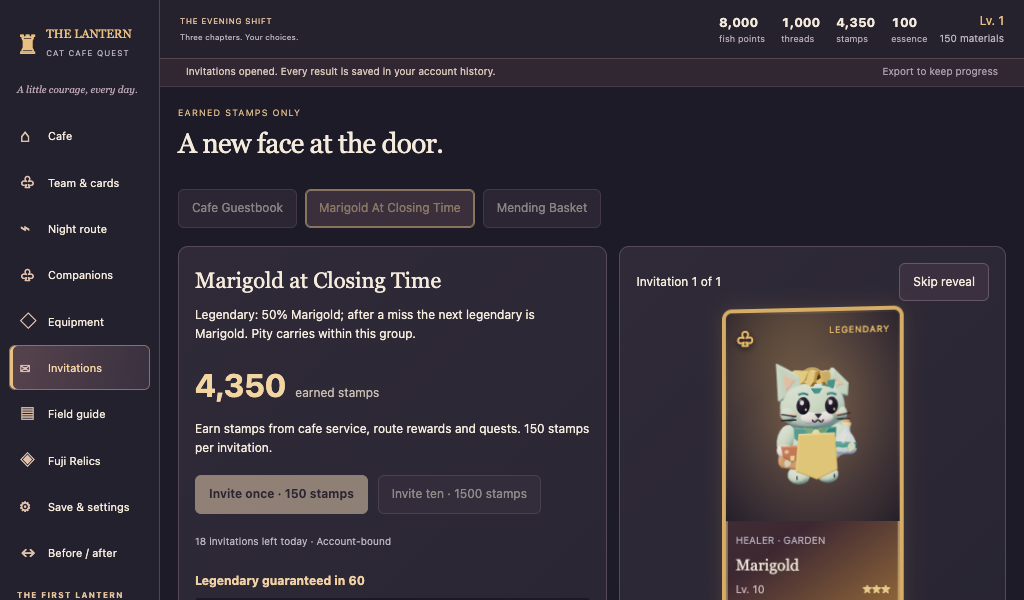 THE LANTERN
CAT CAFE QUEST
A little courage, every day.
Cafe
Team & cards
Night route
Companions
Equipment
Invitations
Field guide
Fuji Relics
Save & settings
Before / after
THE FIRST LANTERN
THE EVENING SHIFT
Three chapters. Your choices.
8,000
fish points
1,000
threads
4,350
stamps
100
essence
Lv. 1
150 materials
Invitations opened. Every result is saved in your account history.
Export to keep progress
EARNED STAMPS ONLY
A new face at the door.
Cafe Guestbook
Marigold At Closing Time
Mending Basket
Marigold at Closing Time
Legendary: 50% Marigold; after a miss the next legendary is
Marigold. Pity carries within this group.
4,350 earned stamps
Earn stamps from cafe service, route rewards and quests. 150 stamps
per invitation.
Invite once · 150 stamps
Invite ten · 1500 stamps
18 invitations left today · Account-bound
Legendary guaranteed in 60
Invitation 1 of 1
Skip reveal
LEGENDARY
HEALER · GARDEN
Marigold
Lv. 10
★★★